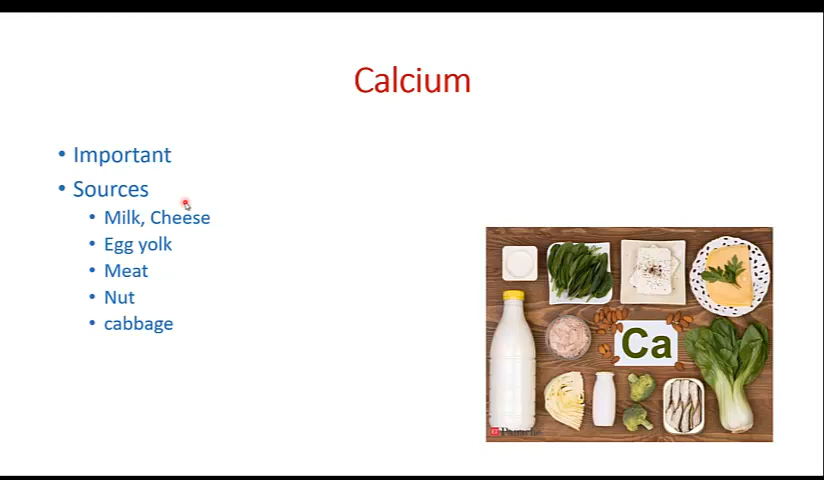 Calcium
• Important
• Sources
• Milk, Cheese
• Egg yolk
• Meat
• Nut
• cabbage
Ca